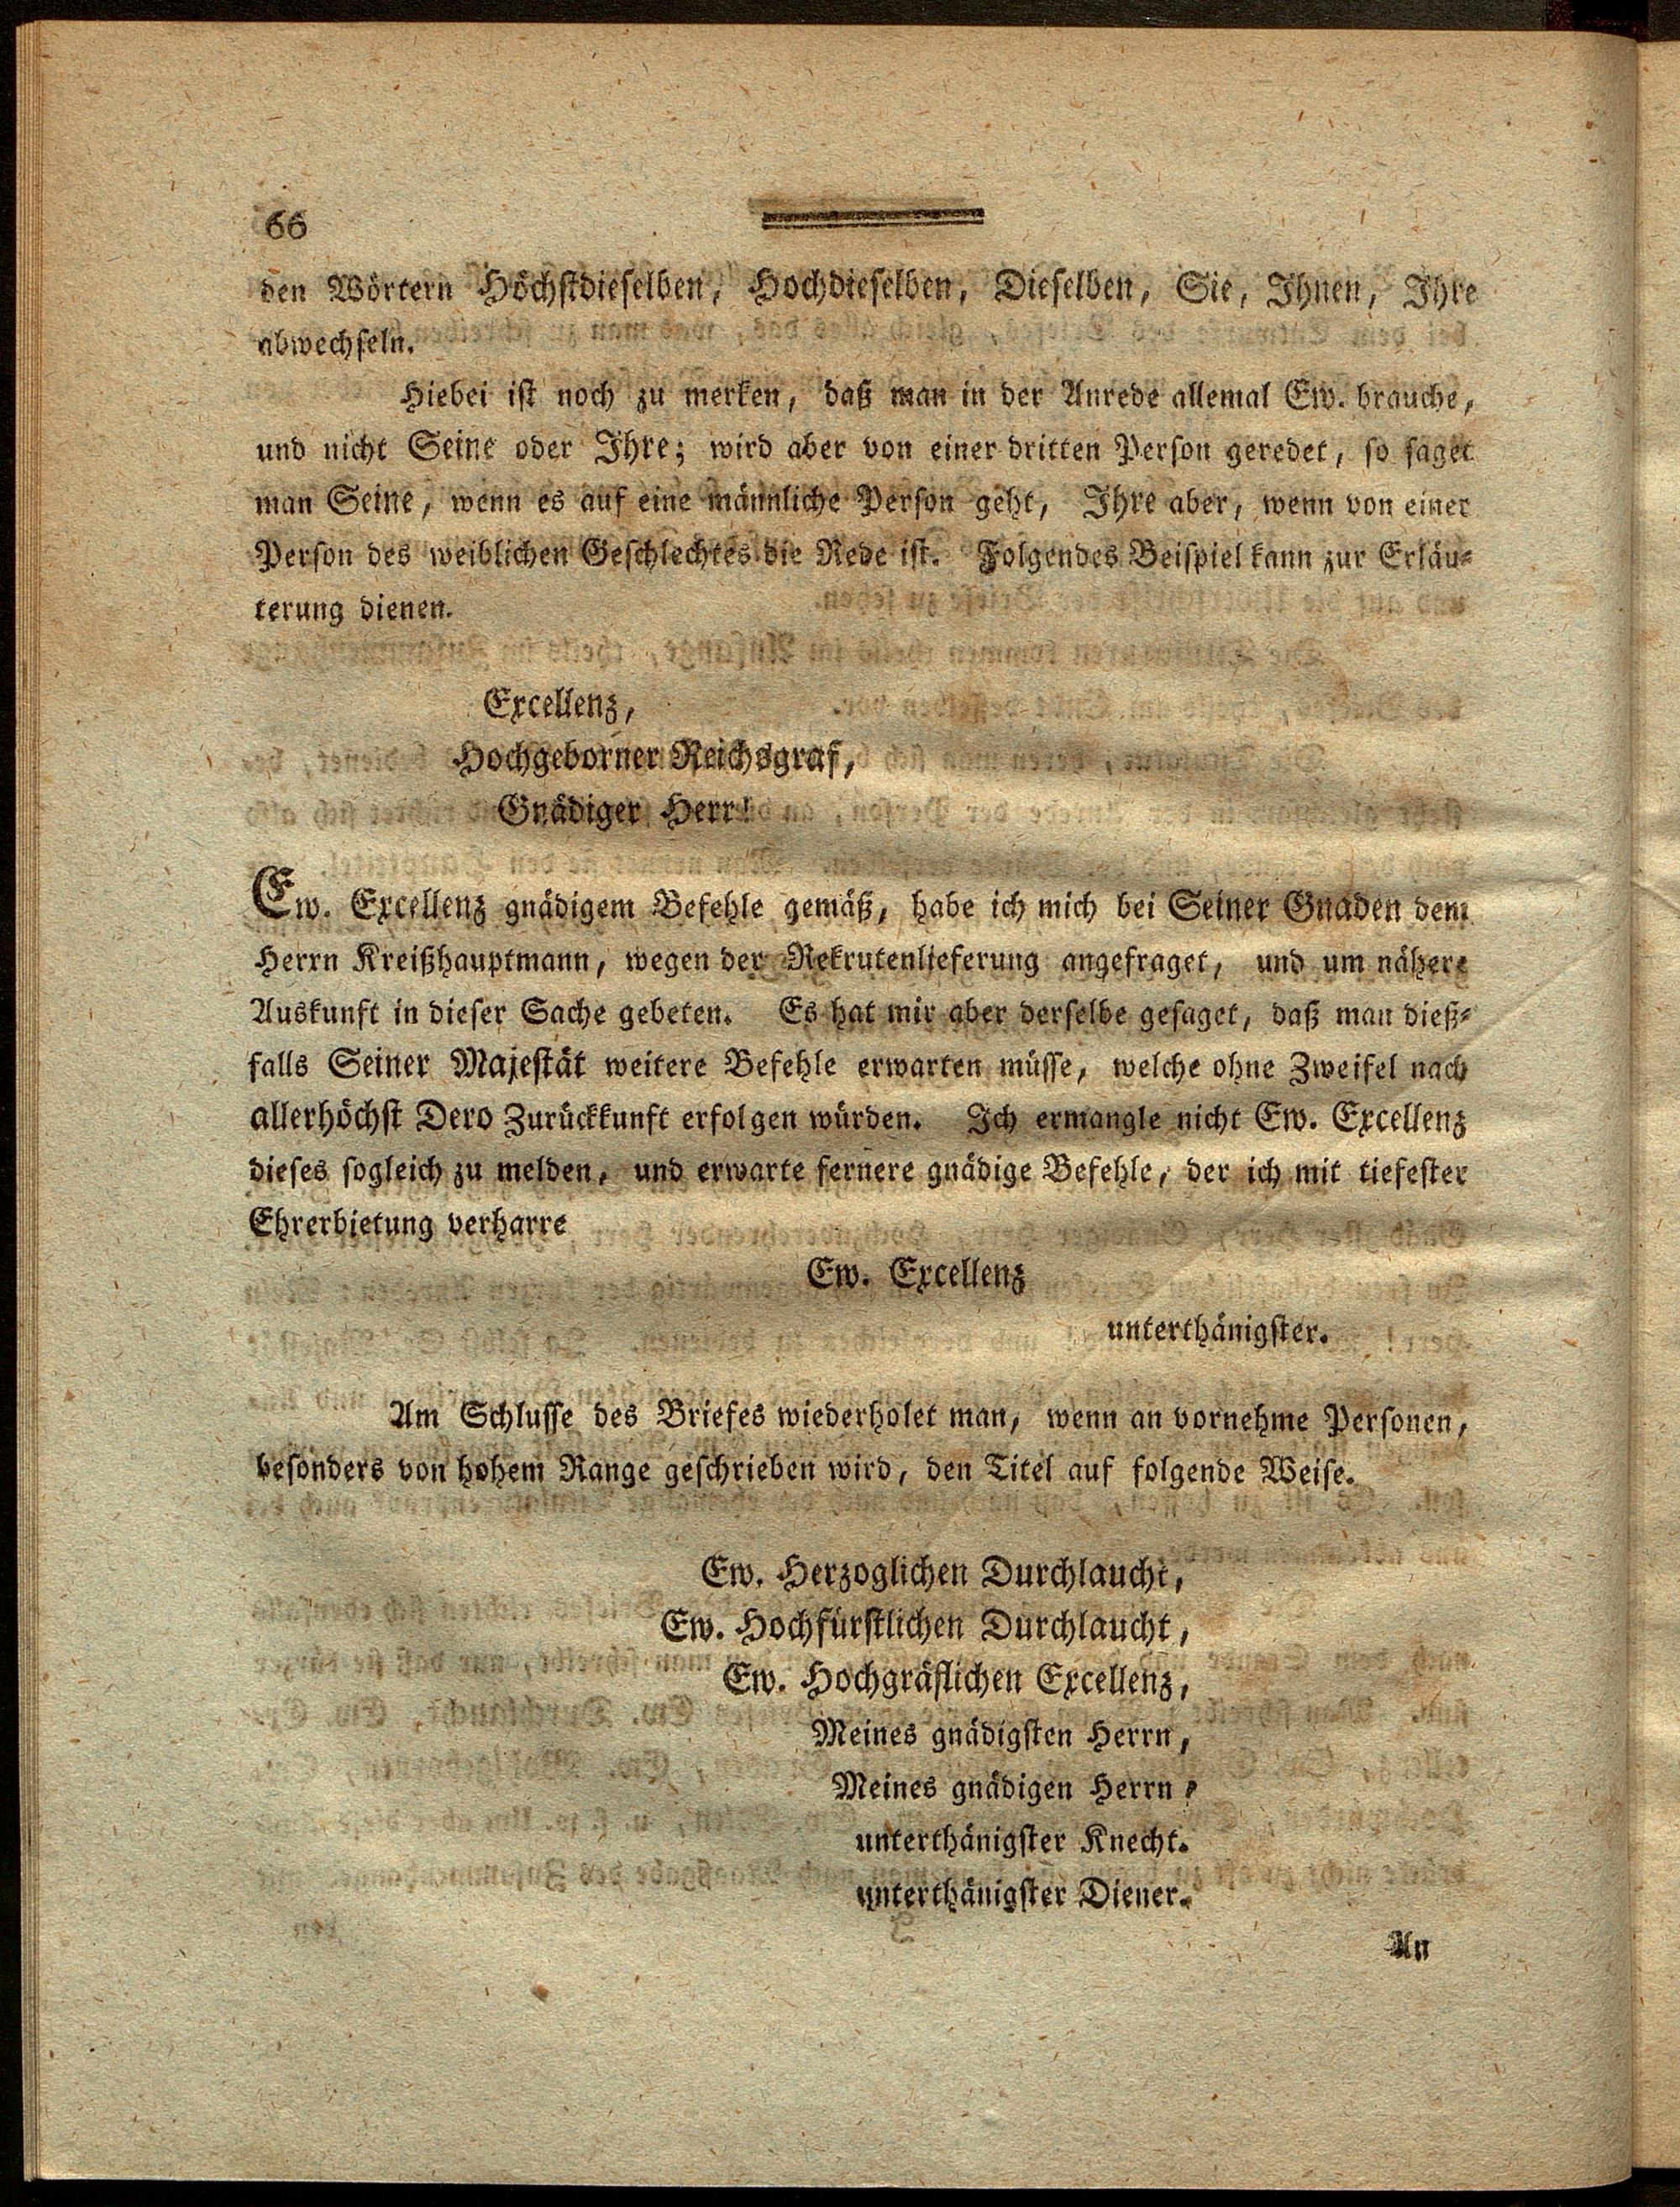 66
den Wörtern Höchstdieselben, Hochdieselben, Dieselben, Sie, Ihnen, Ihre
abwechseln.
Hiebei ist noch zu merken, daß man in der Anrede allemal Ew. brauche,
und nicht Seine oder Ihre; wird aber von einer dritten Person geredet, so saget
man Seine, wenn es auf eine männliche Person geht, Ihre aber, wenn von einer
Person des weiblichen Geschlechtes die Rede ist. Folgendes Beispiel kann zur Erläu-
terung dienen.
Excellenz,
Hochgeborner Reichsgraf,
Gnädiger Herr!
Ew. Excellenz gnädigem Befehle gemäß, habe ich mich bei Seiner Gnaden dem
Herrn Kreißhauptmann, wegen der Rekrutenlieferung angefraget, und um nähere
Auskunft in dieser Sache gebeten. Es hat mir aber derselbe gesaget, daß man dieß-
falls Seiner Majestät weitere Befehle erwarten müsse, welche ohne Zweifel nach
allerhöchst Dero Zurückkunft erfolgen würden. Ich ermangle nicht Ew. Excellenz
dieses sogleich zu melden, und erwarte fernere gnädige Befehle, der ich mit tiefester
Ehrerbietung verharre
Ew. Excellenz
unterthänigster.
Am Schlusse des Briefes wiederholet man, wenn an vornehme Personen,
besonders von hohem Range geschrieben wird, den Titel auf folgende Weise.
Ew. Herzoglichen Durchlaucht,
Ew. Hochfürstlichen Durchlaucht,
Ew. Hochgräflichen Excellenz,
Meines gnädigsten Herrn,
Meines gnädigen Herrn,
unterthänigster Knecht.
unterthänigster Diener.
An